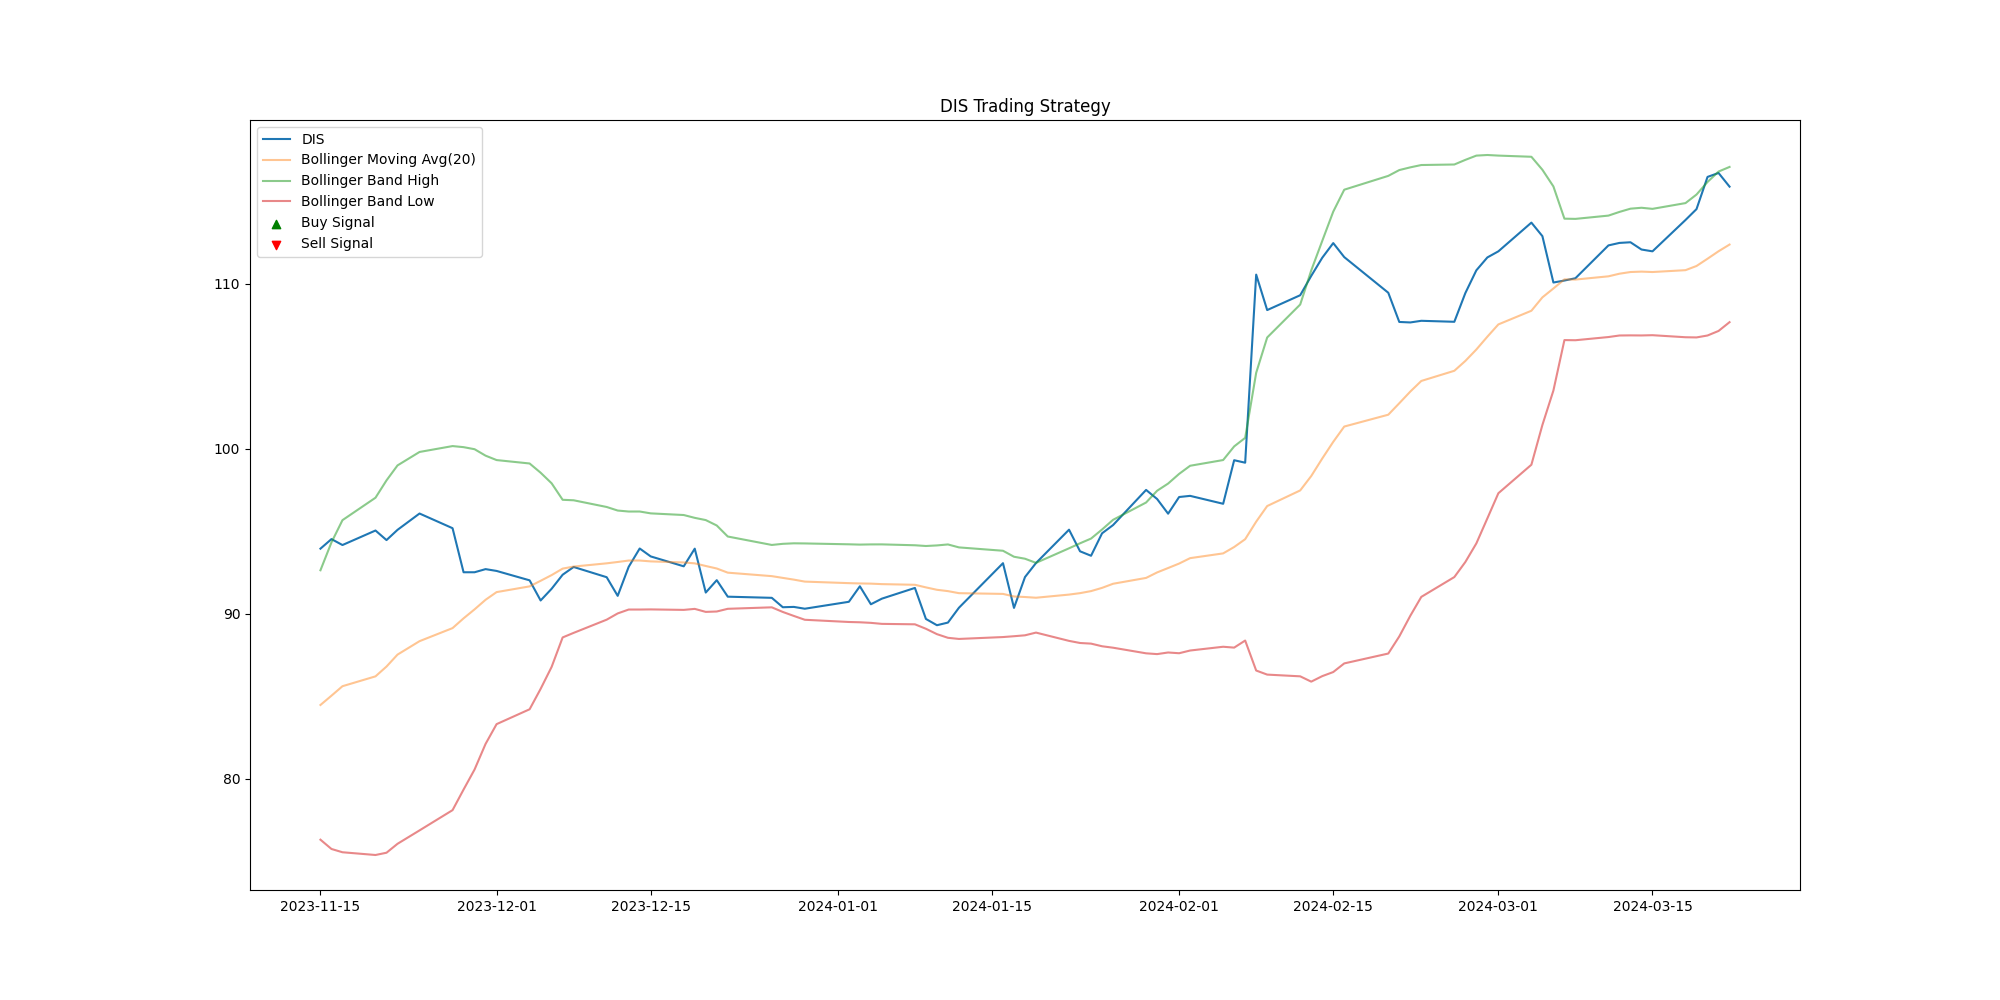 DIS Trading Strategy
DIS
Bollinger Moving Avg(20)
Bollinger Band High
Bollinger Band Low
Buy Signal
Sell Signal
110
100
90
80
2023-11-15 2023-12-01 2023-12-15 2024-01-01 2024-01-15 2024-02-01 2024-02-15 2024-03-01 2024-03-15